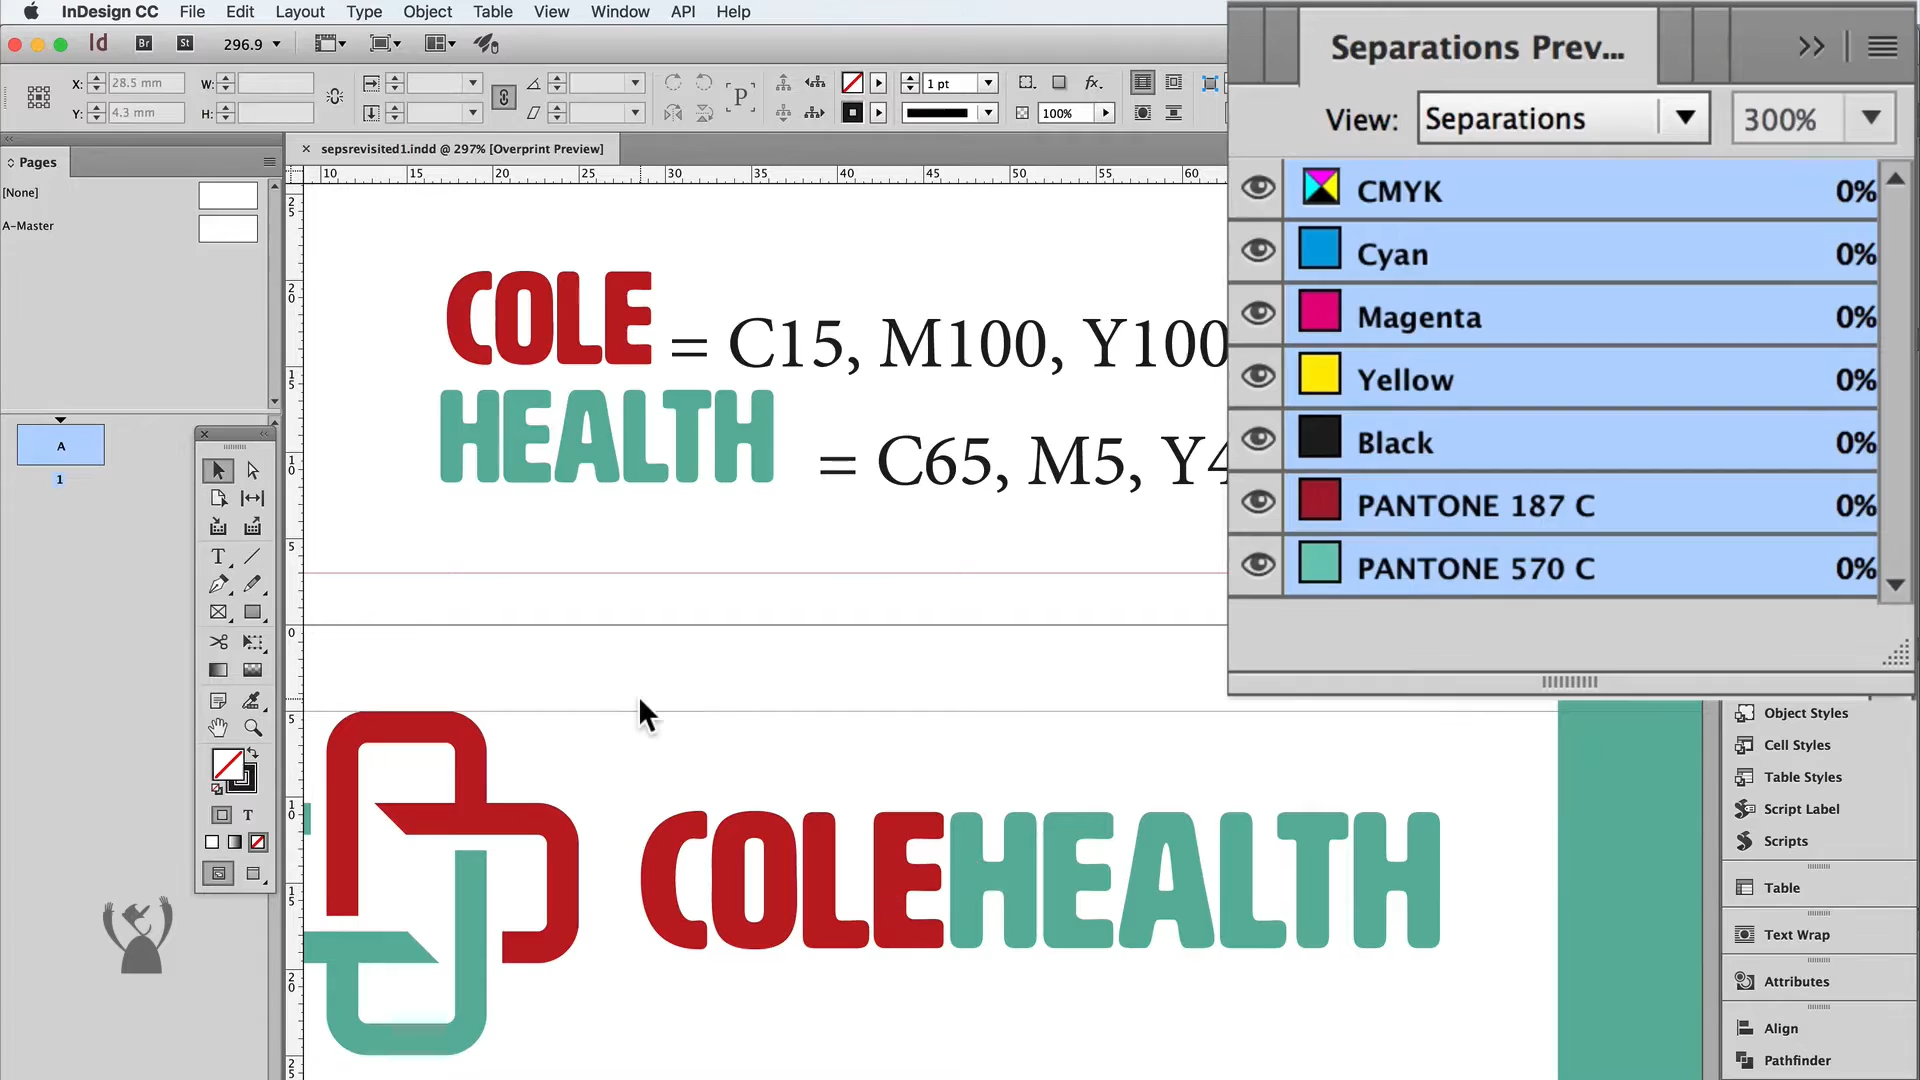 InDesign CC File Edit Layout Type Object Table View Window API Help
Id Br St 296.9
X: 28.5 mm W: 1 pt fx
Y: 4.3 mm H: 100%
Pages
[None]
A-Master
A
1
× sepsrevisited1.indd @ 297% [Overprint Preview]
10 15 20 25 30 35 40 45 50 55 60
COLE = C15, M100, Y100
HEALTH = C65, M5, Y4
COLEHEALTH
Separations Prev...
View: Separations 300%
CMYK 0%
Cyan 0%
Magenta 0%
Yellow 0%
Black 0%
PANTONE 187 C 0%
PANTONE 570 C 0%
Object Styles
Cell Styles
Table Styles
Script Label
Scripts
Table
Text Wrap
Attributes
Align
Pathfinder